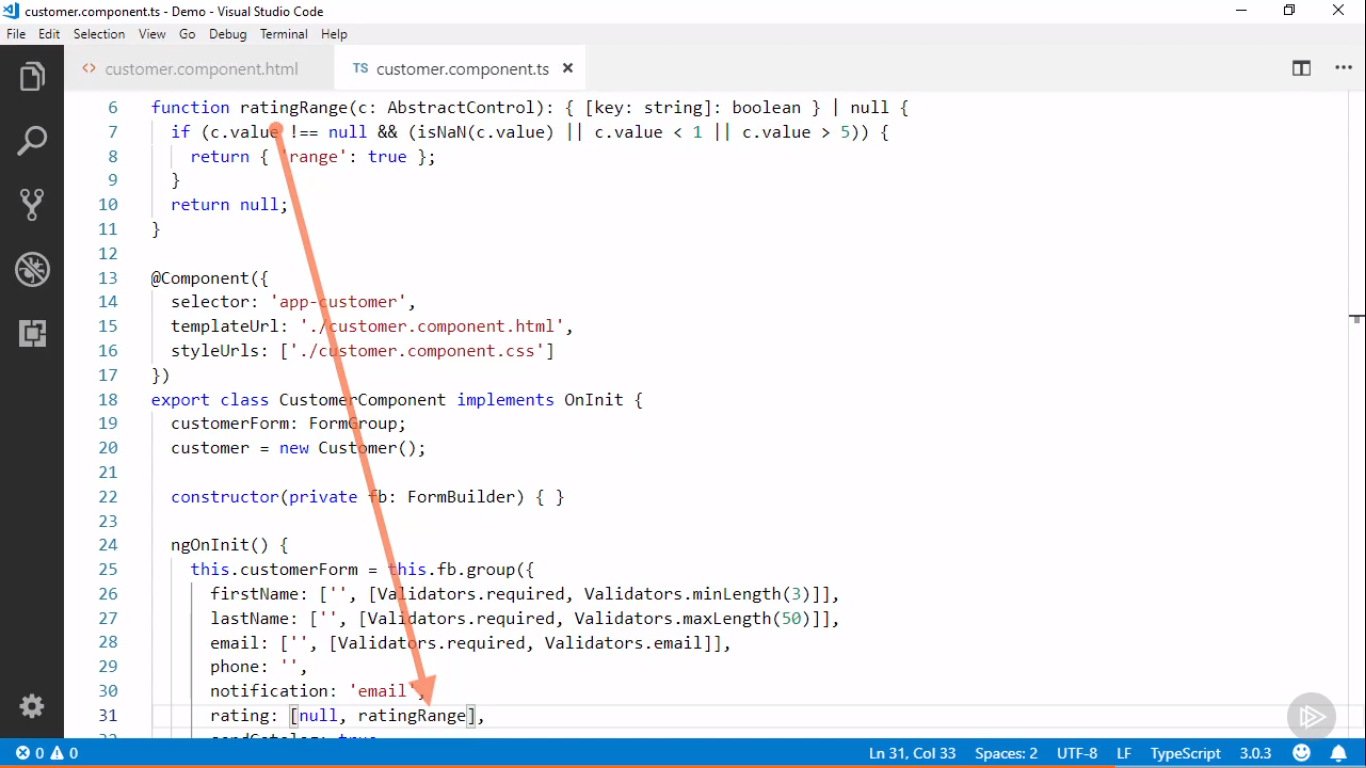 customer.component.ts - Demo - Visual Studio Code
File Edit Selection View Go Debug Terminal Help
<> customer.component.html
TS customer.component.ts ×
6 function ratingRange(c: AbstractControl): { [key: string]: boolean } | null {
7 if (c.value !== null && (isNaN(c.value) || c.value < 1 || c.value > 5)) {
8 return { 'range': true };
9 }
10 return null;
11 }
12
13 @Component({
14 selector: 'app-customer',
15 templateUrl: './customer.component.html',
16 styleUrls: ['./customer.component.css']
17 })
18 export class CustomerComponent implements OnInit {
19 customerForm: FormGroup;
20 customer = new Customer();
21
22 constructor(private fb: FormBuilder) { }
23
24 ngOnInit() {
25 this.customerForm = this.fb.group({
26 firstName: ['', [Validators.required, Validators.minLength(3)]],
27 lastName: ['', [Validators.required, Validators.maxLength(50)]],
28 email: ['', [Validators.required, Validators.email]],
29 phone: '',
30 notification: 'email',
31 rating: [null, ratingRange],
0 0 Ln 31, Col 33 Spaces: 2 UTF-8 LF TypeScript 3.0.3